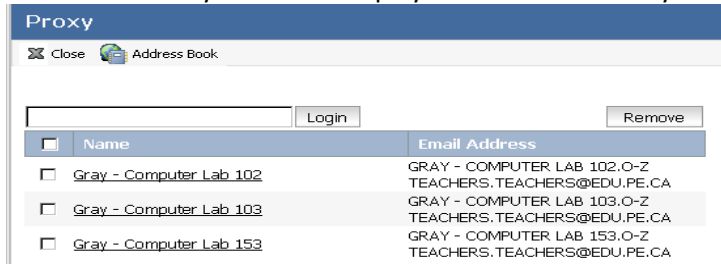 Proxy
Close Address Book
Login Remove
Name Email Address
Gray - Computer Lab 102 GRAY - COMPUTER LAB 102.O-Z
TEACHERS.TEACHERS@EDU.PE.CA
Gray - Computer Lab 103 GRAY - COMPUTER LAB 103.O-Z
TEACHERS.TEACHERS@EDU.PE.CA
Gray - Computer Lab 153 GRAY - COMPUTER LAB 153.O-Z
TEACHERS.TEACHERS@EDU.PE.CA